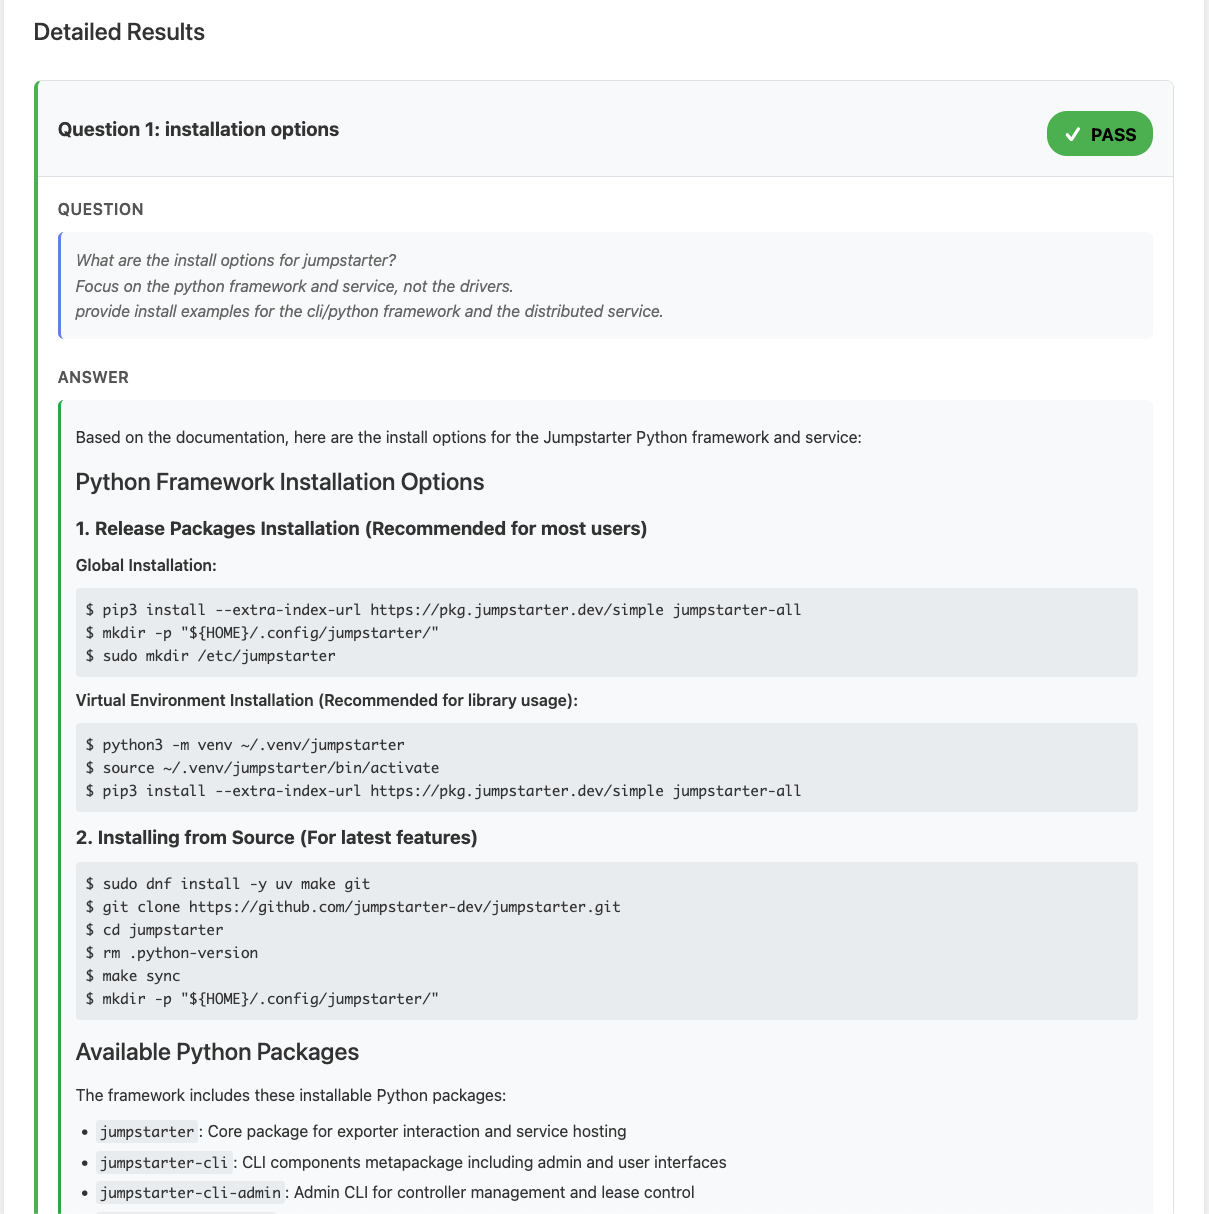 Detailed Results
Question 1: installation options
✓ PASS
QUESTION
What are the install options for jumpstarter?
Focus on the python framework and service, not the drivers.
provide install examples for the cli/python framework and the distributed service.
ANSWER
Based on the documentation, here are the install options for the Jumpstarter Python framework and service:
Python Framework Installation Options
1. Release Packages Installation (Recommended for most users)
Global Installation:
$ pip3 install --extra-index-url https://pkg.jumpstarter.dev/simple jumpstarter-all
$ mkdir -p "${HOME}/.config/jumpstarter/"
$ sudo mkdir /etc/jumpstarter
Virtual Environment Installation (Recommended for library usage):
$ python3 -m venv ~/.venv/jumpstarter
$ source ~/.venv/jumpstarter/bin/activate
$ pip3 install --extra-index-url https://pkg.jumpstarter.dev/simple jumpstarter-all
2. Installing from Source (For latest features)
$ sudo dnf install -y uv make git
$ git clone https://github.com/jumpstarter-dev/jumpstarter.git
$ cd jumpstarter
$ rm .python-version
$ make sync
$ mkdir -p "${HOME}/.config/jumpstarter/"
Available Python Packages
The framework includes these installable Python packages:
• jumpstarter: Core package for exporter interaction and service hosting
• jumpstarter-cli: CLI components metapackage including admin and user interfaces
• jumpstarter-cli-admin: Admin CLI for controller management and lease control